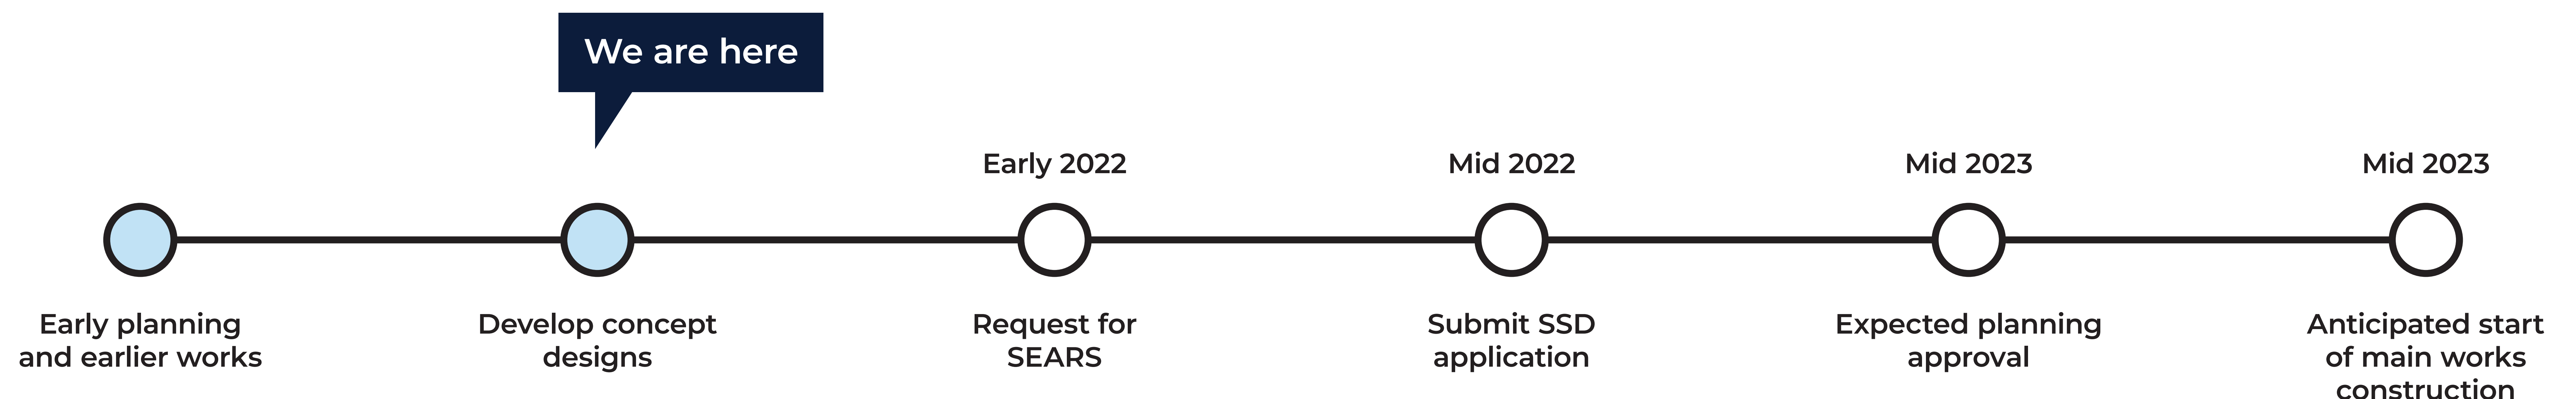 We are here
Early 2022
Mid 2022
Mid 2023
Mid 2023
Early planning
and earlier works
Develop concept
designs
Request for
SEARS
Submit SSD
application
Expected planning
approval
Anticipated start
of main works
construction